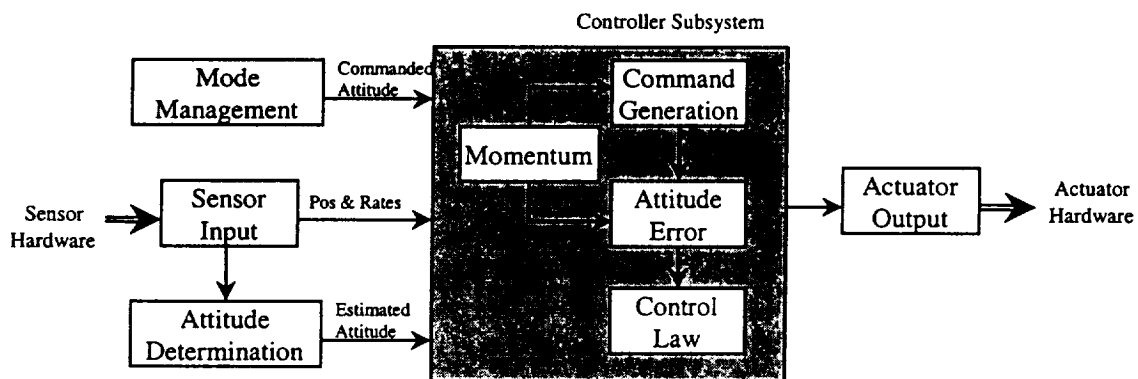 Controller Subsystem
Mode
Management
Commanded
Attitude
Command
Generation
Momentum
Sensor
Hardware
Sensor
Input
Pos & Rates
Attitude
Error
Actuator
Output
Actuator
Hardware
Attitude
Determination
Estimated
Attitude
Control
Law